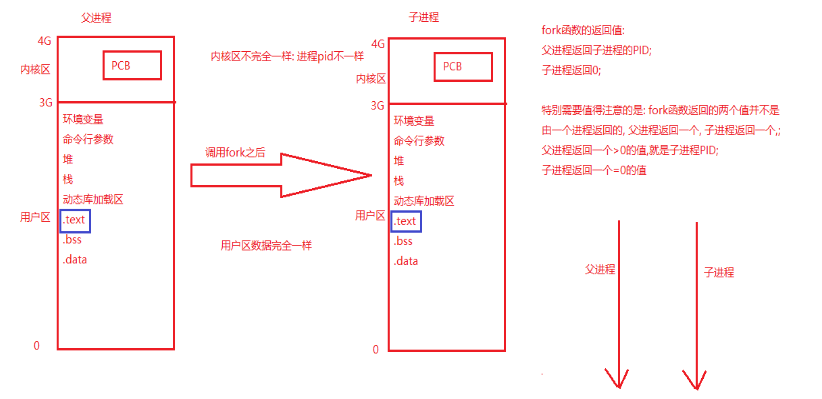 父进程
4G
内核区
PCB
3G
环境变量
命令行参数
堆
栈
动态库加载区
用户区
.text
.bss
.data
0
内核区不完全一样: 进程pid不一样
调用fork之后
用户区数据完全一样
子进程
4G
内核区
PCB
3G
环境变量
命令行参数
堆
栈
动态库加载区
用户区
.text
.bss
.data
0
fork函数的返回值:
父进程返回子进程的PID;
子进程返回0;
特别需要值得注意的是: fork函数返回的两个值并不是
由一个进程返回的, 父进程返回一个, 子进程返回一个,;
父进程返回一个>0的值,就是子进程PID;
子进程返回一个=0的值
父进程
子进程